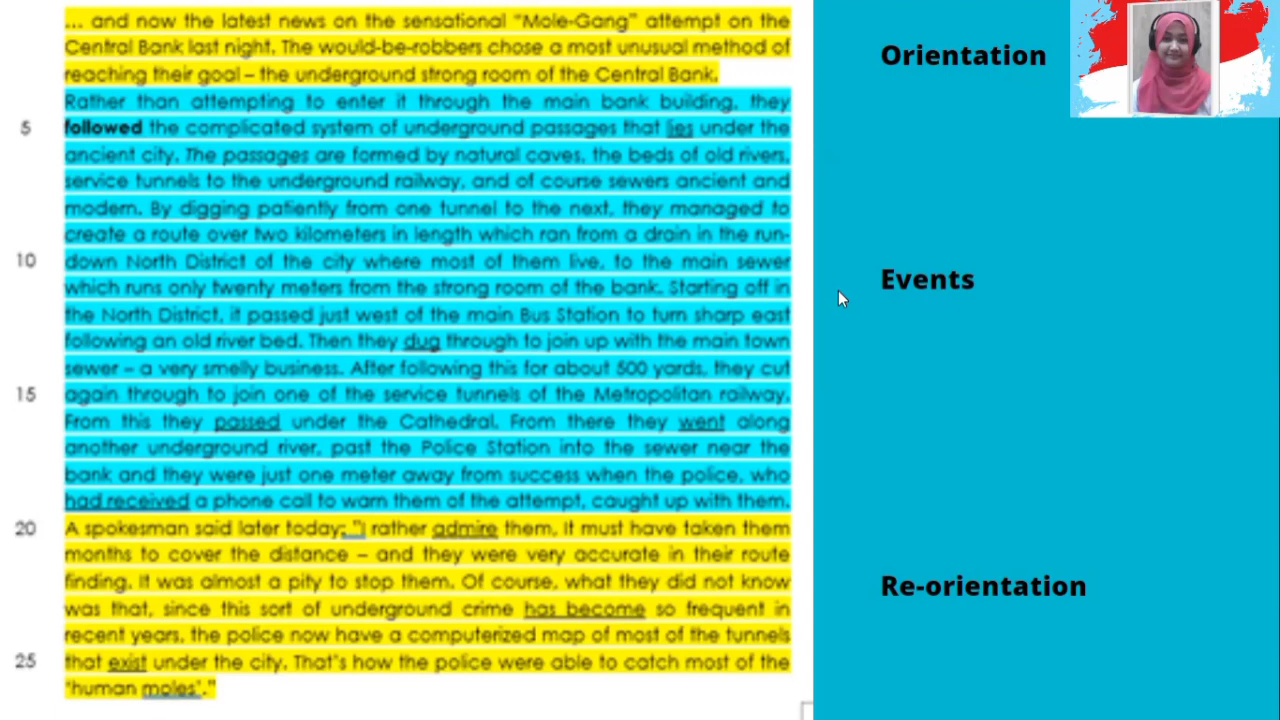 ... and now the latest news on the sensational “Mole-Gang” attempt on the
Central Bank last night. The would-be-robbers chose a most unusual method of
reaching their goal – the underground strong room of the Central Bank.
Rather than attempting to enter it through the main bank building, they
5 followed the complicated system of underground passages that lies under the
ancient city. The passages are formed by natural caves, the beds of old rivers,
service tunnels to the underground railway, and of course sewers ancient and
modern. By digging patiently from one tunnel to the next, they managed to
create a route over two kilometers in length which ran from a drain in the run-
10 down North District of the city where most of them live, to the main sewer
which runs only twenty meters from the strong room of the bank. Starting off in
the North District, it passed just west of the main Bus Station to turn sharp east
following an old river bed. Then they dug through to join up with the main town
sewer – a very smelly business. After following this for about 500 yards, they cut
15 again through to join one of the service tunnels of the Metropolitan railway.
From this they passed under the Cathedral. From there they went along
another underground river, past the Police Station into the sewer near the
bank and they were just one meter away from success when the police, who
had received a phone call to warn them of the attempt, caught up with them.
20 A spokesman said later today: "I rather admire them. It must have taken them
months to cover the distance – and they were very accurate in their route
finding. It was almost a pity to stop them. Of course, what they did not know
was that, since this sort of underground crime has become so frequent in
recent years, the police now have a computerized map of most of the tunnels
25 that exist under the city. That's how the police were able to catch most of the
'human moles'."
Orientation
Events
Re-orientation